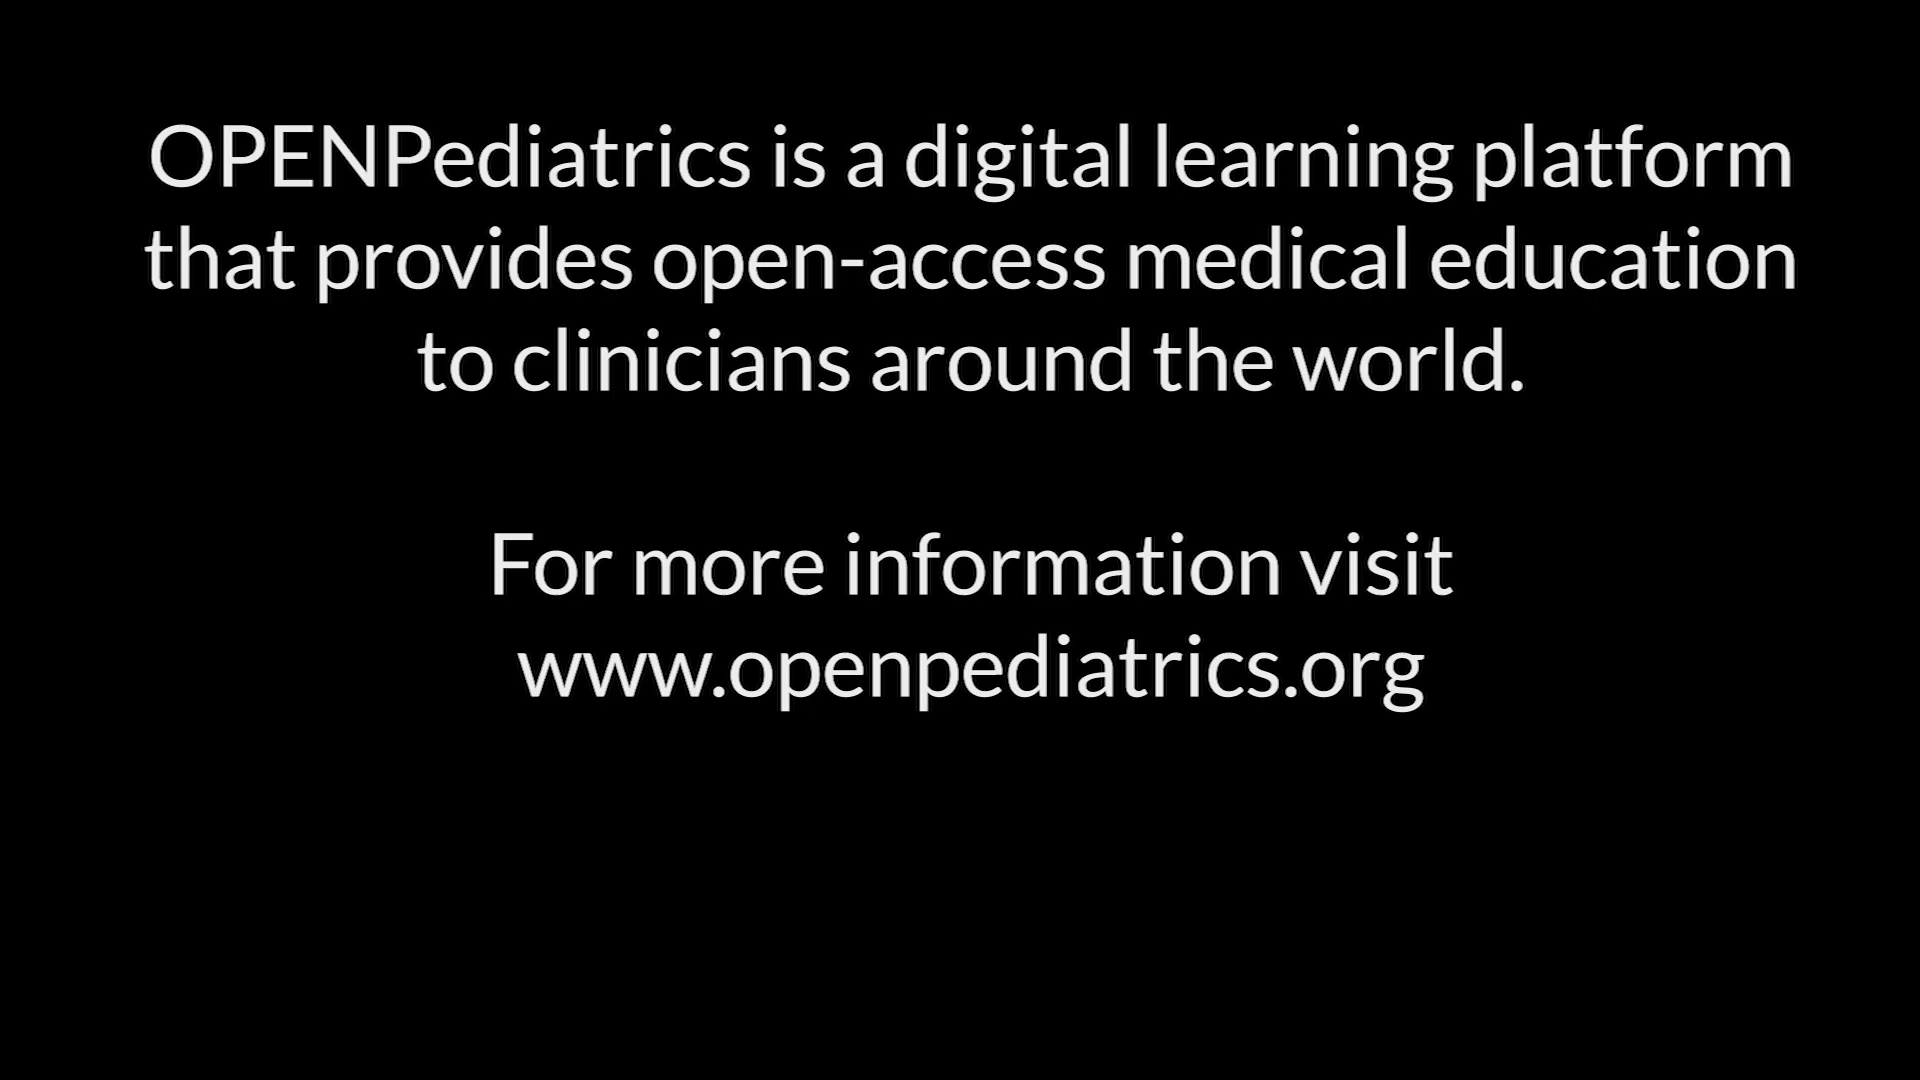 OPENPediatrics is a digital learning platform
that provides open-access medical education
to clinicians around the world.
For more information visit
www.openpediatrics.org